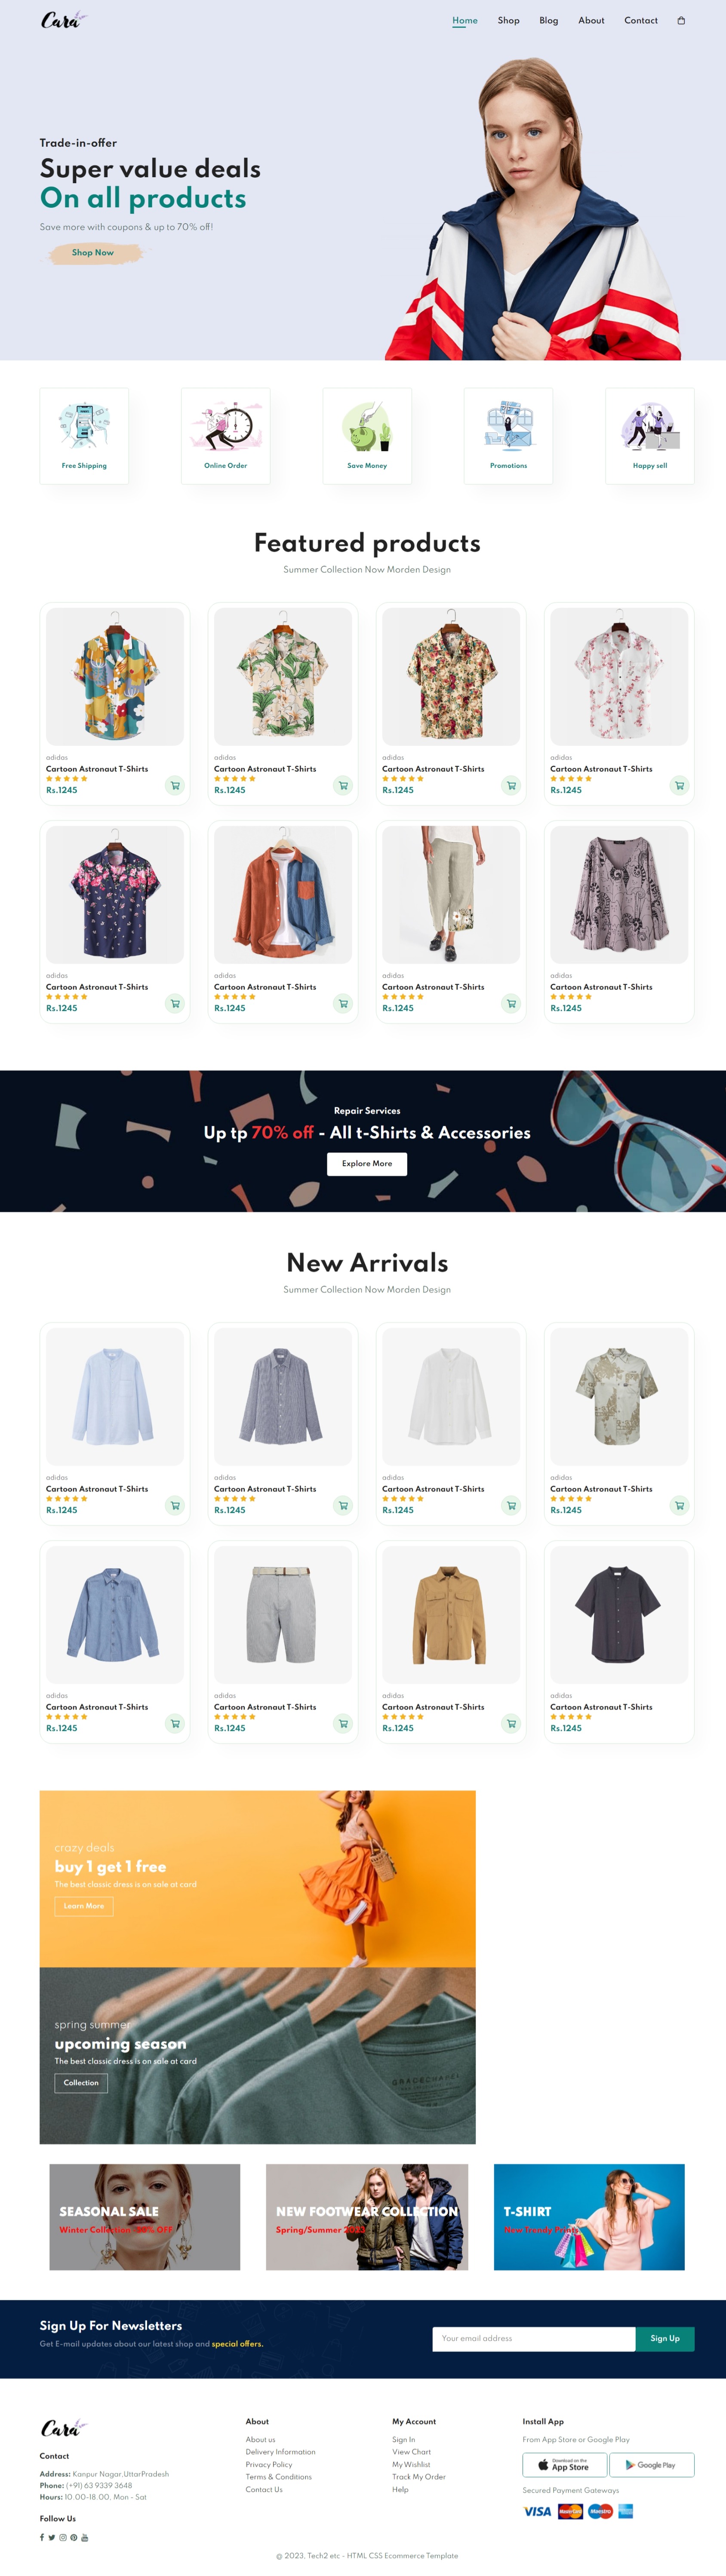 Cara
Home Shop Blog About Contact
Trade-in-offer
Super value deals
On all products
Save more with coupons & up to 70% off!
Shop Now
Free Shipping
Online Order
Save Money
Promotions
Happy sell
Featured products
Summer Collection Now Morden Design
adidas
Cartoon Astronaut T-Shirts
Rs.1245
adidas
Cartoon Astronaut T-Shirts
Rs.1245
adidas
Cartoon Astronaut T-Shirts
Rs.1245
adidas
Cartoon Astronaut T-Shirts
Rs.1245
adidas
Cartoon Astronaut T-Shirts
Rs.1245
adidas
Cartoon Astronaut T-Shirts
Rs.1245
adidas
Cartoon Astronaut T-Shirts
Rs.1245
adidas
Cartoon Astronaut T-Shirts
Rs.1245
Repair Services
Up tp 70% off - All t-Shirts & Accessories
Explore More
New Arrivals
Summer Collection Now Morden Design
adidas
Cartoon Astronaut T-Shirts
Rs.1245
adidas
Cartoon Astronaut T-Shirts
Rs.1245
adidas
Cartoon Astronaut T-Shirts
Rs.1245
adidas
Cartoon Astronaut T-Shirts
Rs.1245
adidas
Cartoon Astronaut T-Shirts
Rs.1245
adidas
Cartoon Astronaut T-Shirts
Rs.1245
adidas
Cartoon Astronaut T-Shirts
Rs.1245
adidas
Cartoon Astronaut T-Shirts
Rs.1245
crazy deals
buy 1 get 1 free
The best classic dress is on sale at card
Learn More
spring summer
upcoming season
The best classic dress is on sale at card
Collection
SEASONAL SALE
Winter Collection OFF
NEW FOOTWEAR COLLECTION
Spring/Summer
T-SHIRT
New Trendy Prints
Sign Up For Newsletters
Get E-mail updates about our latest shop and special offers.
Your email address
Sign Up
Cara
Contact
Address: Kanpur Nagar,UttarPradesh
Phone: (+91) 63 9339 3648
Hours: 10.00-18.00, Mon - Sat
Follow Us
About
About us
Delivery Information
Privacy Policy
Terms & Conditions
Contact Us
My Account
Sign In
View Chart
My Wishlist
Track My Order
Help
Install App
From App Store or Google Play
Download on the
App Store
Google Play
Secured Payment Gateways
VISA MasterCard Maestro
@ 2023, Tech2 etc - HTML CSS Ecommerce Template